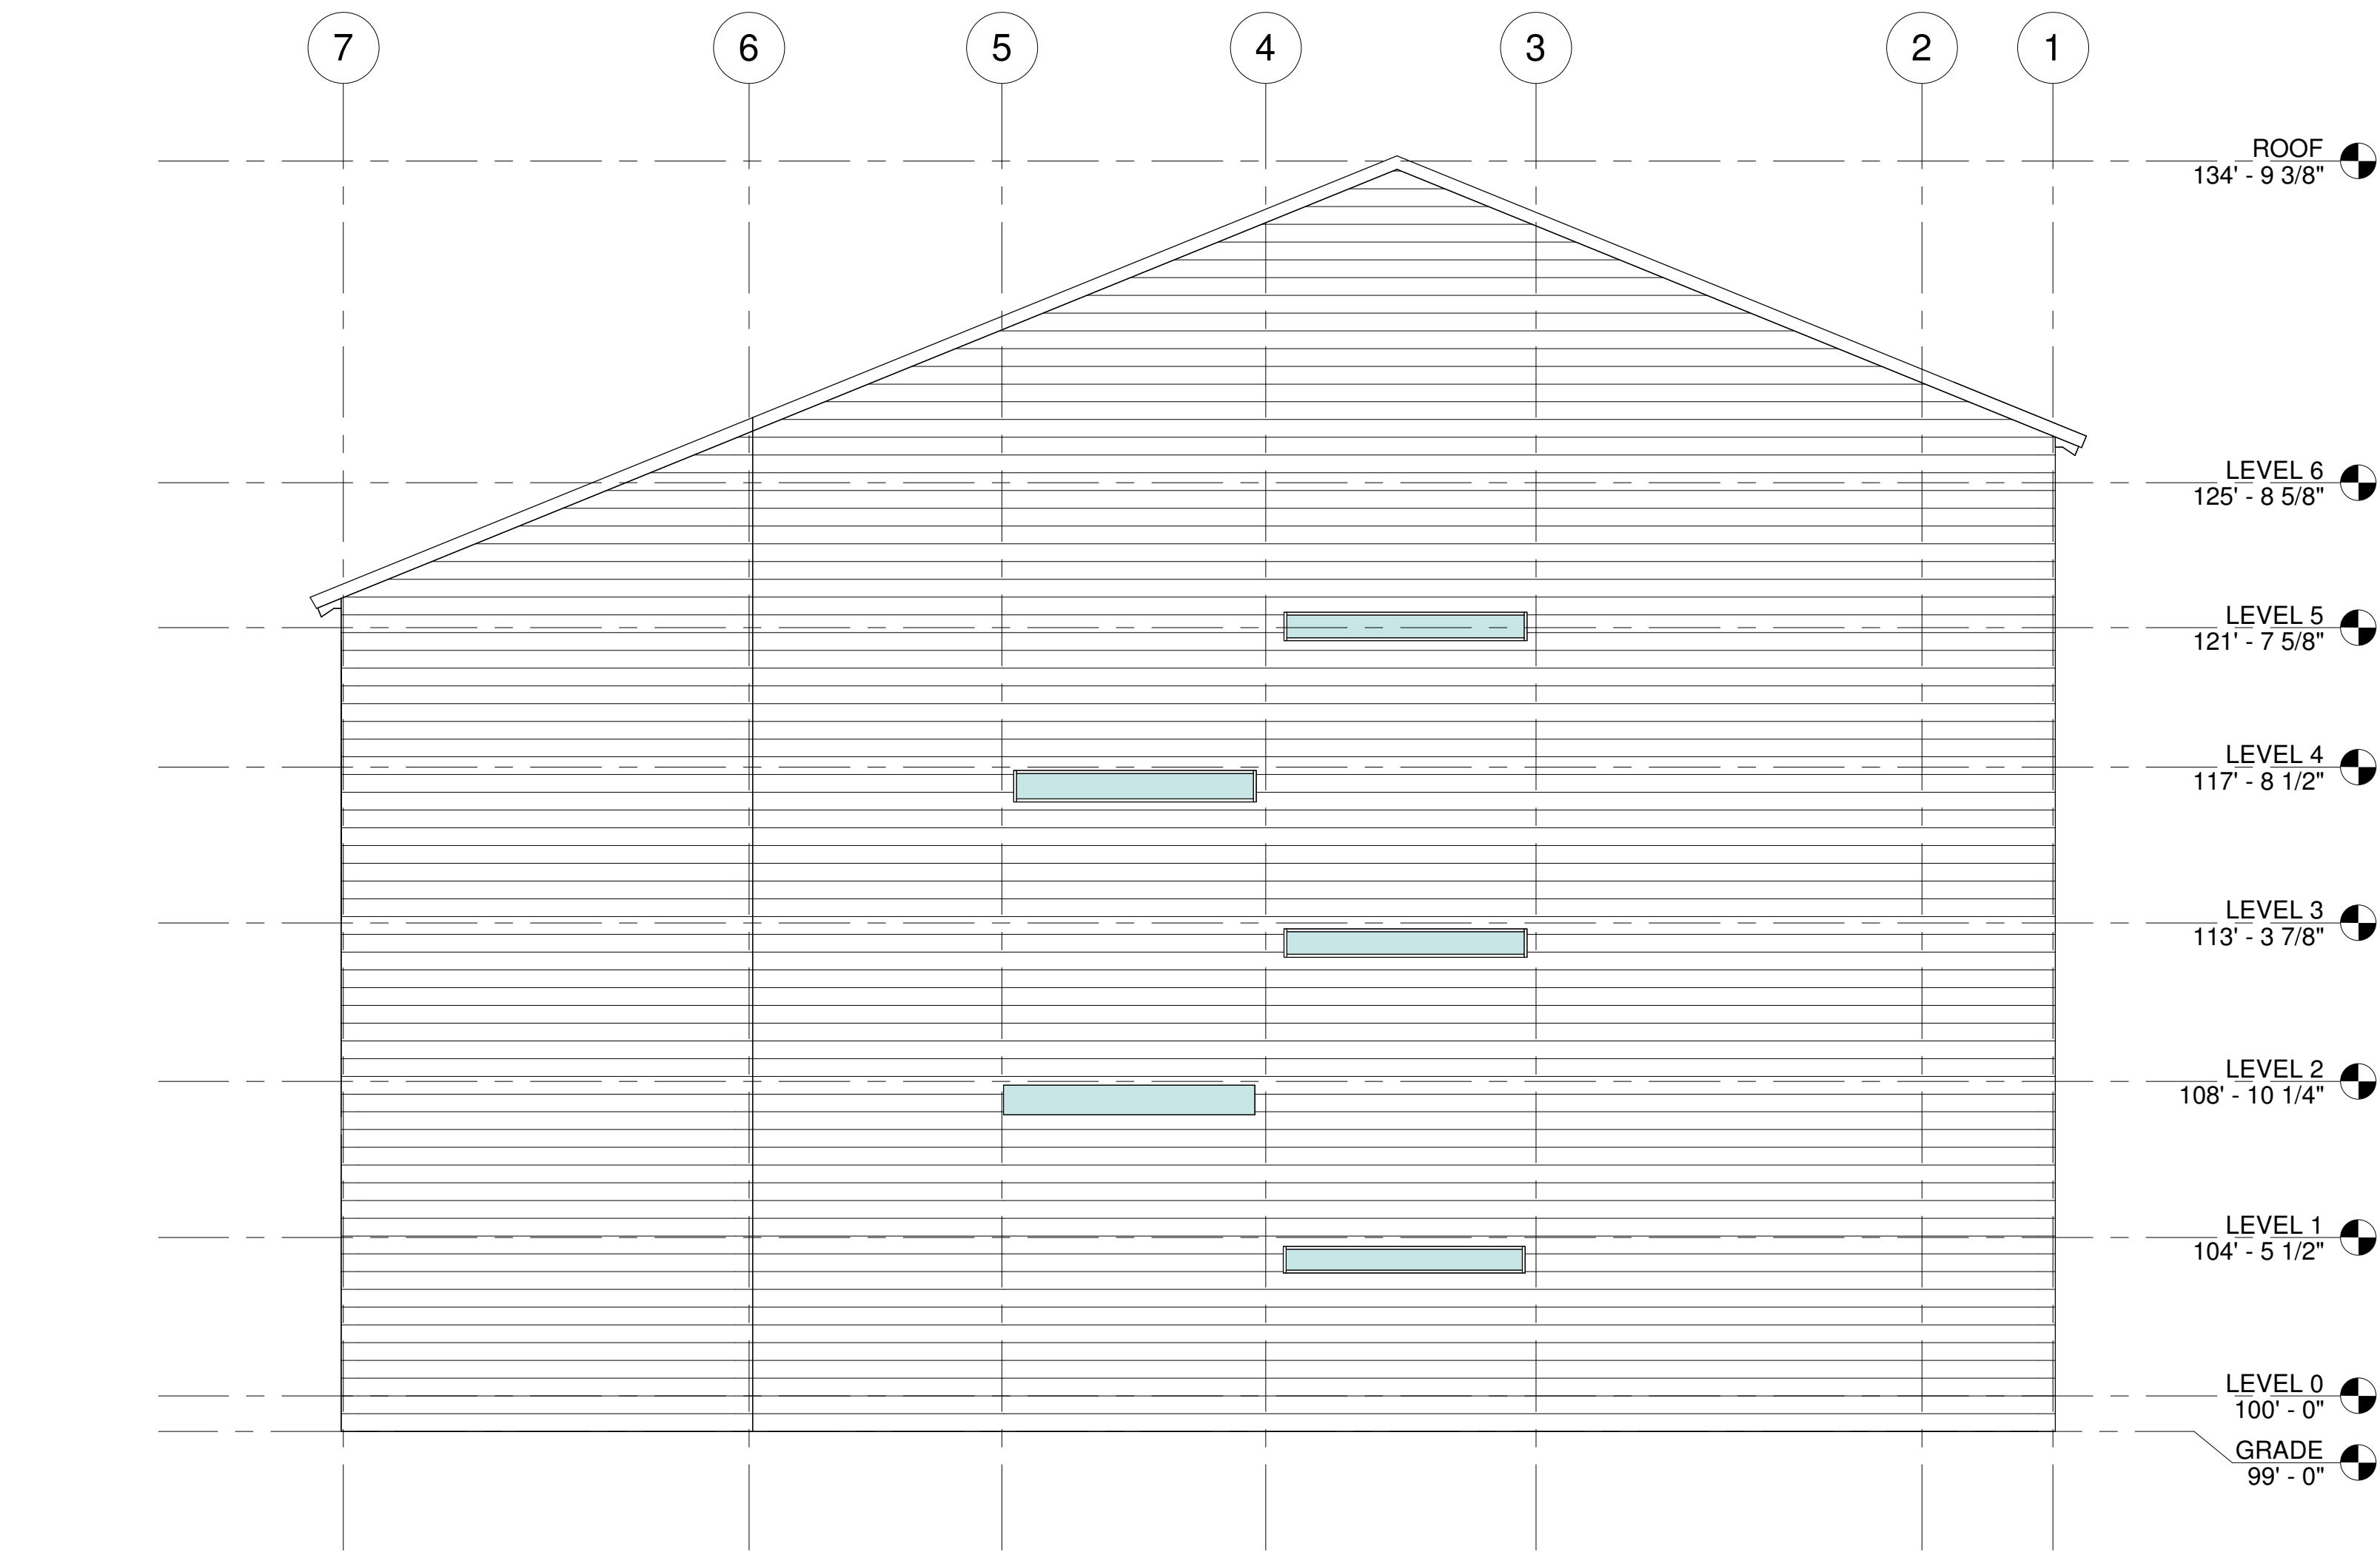 7 6 5 4 3 2 1
ROOF
134' - 9 3/8"
LEVEL 6
125' - 8 5/8"
LEVEL 5
121' - 7 5/8"
LEVEL 4
117' - 8 1/2"
LEVEL 3
113' - 3 7/8"
LEVEL 2
108' - 10 1/4"
LEVEL 1
104' - 5 1/2"
LEVEL 0
100' - 0"
GRADE
99' - 0"